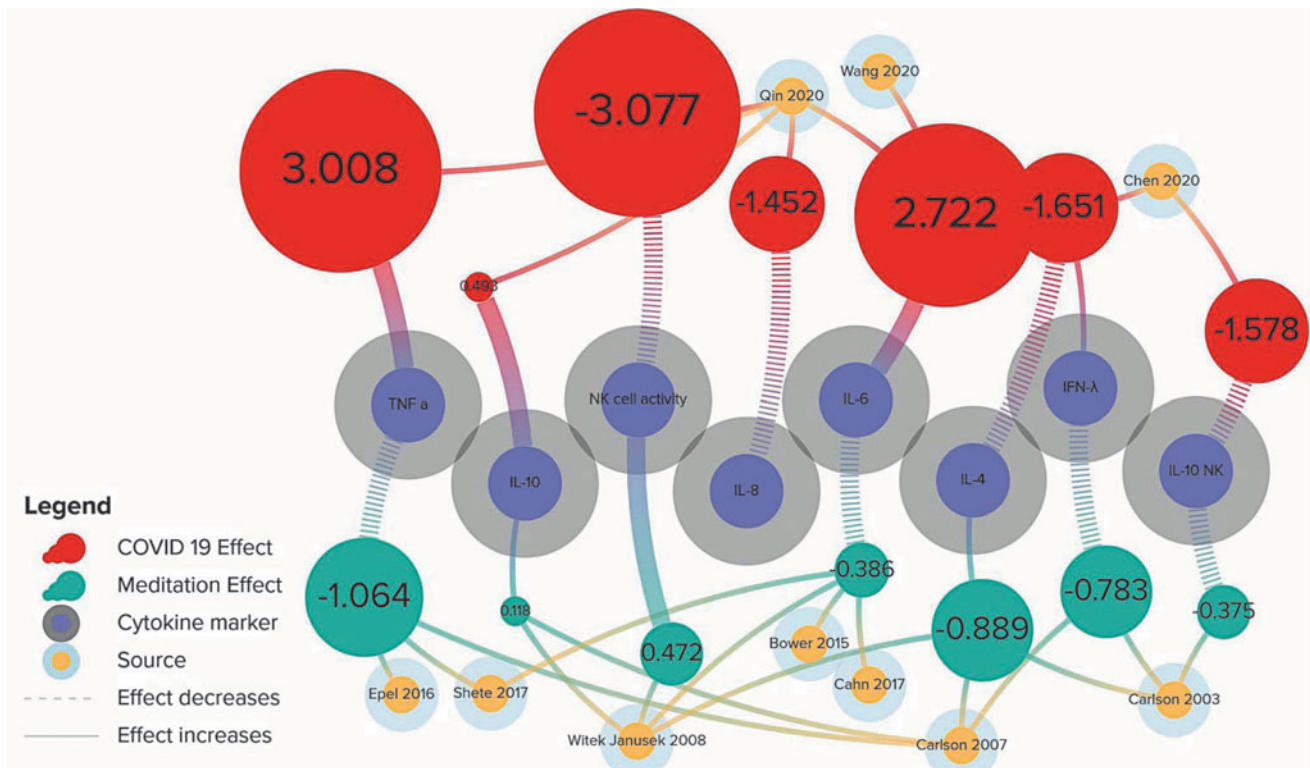 Wang 2020
Qin 2020
-3.077
3.008
Chen 2020
-1.452
2.722
-1.651
0.493
-1.578
TNF a
NK cell activity
IL-6
IFN-λ
IL-10
IL-8
IL-4
IL-10 NK
Legend
COVID 19 Effect
Meditation Effect
Cytokine marker
Source
Effect decreases
Effect increases
-1.064
0.118
0.472
-0.386
-0.889
-0.783
-0.375
Bower 2015
Epel 2016
Shete 2017
Cahn 2017
Carlson 2003
Witek Janusek 2008
Carlson 2007